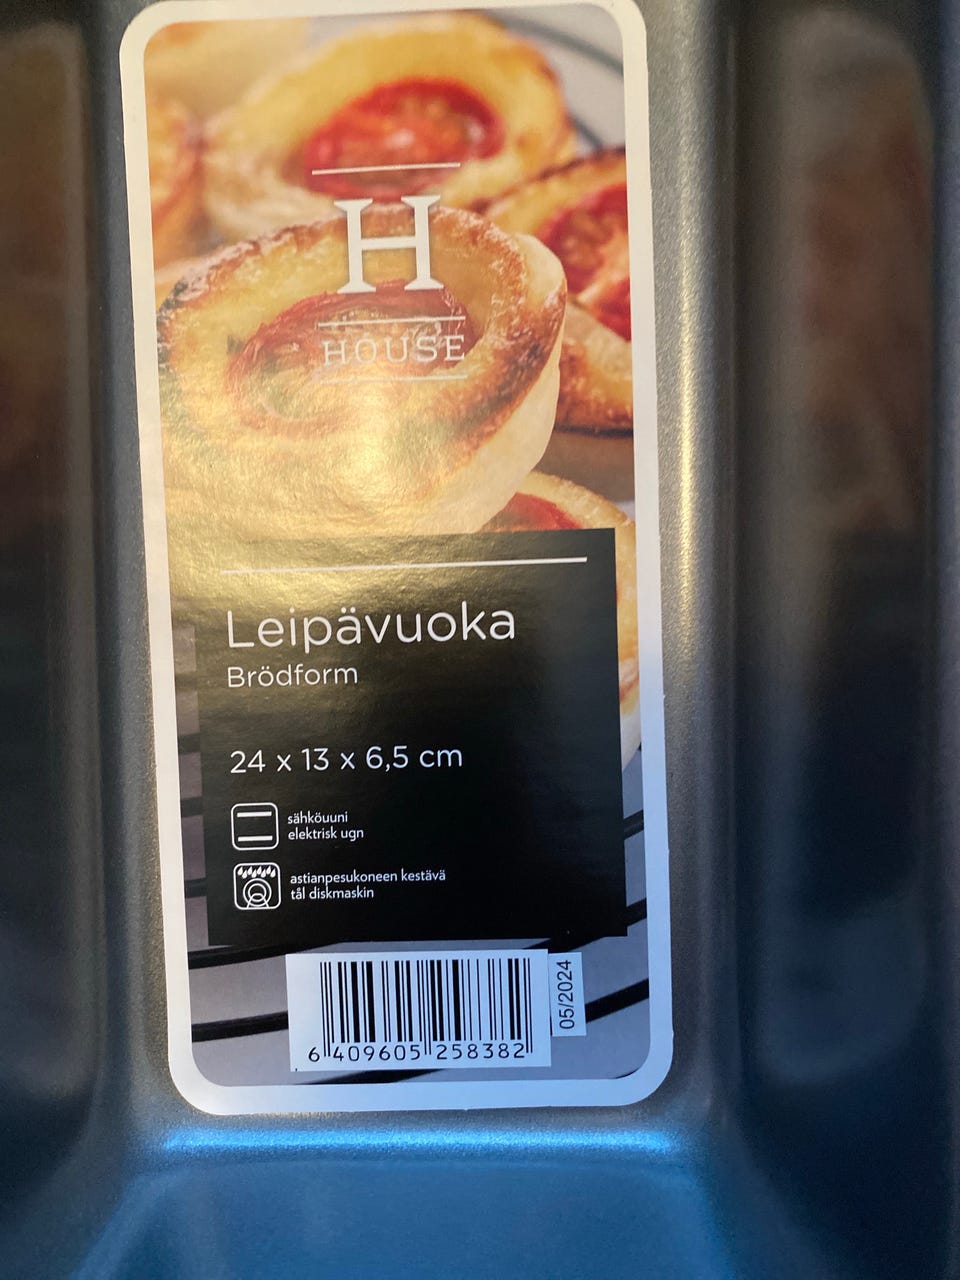 H
HOUSE
Leipävuoka
Brödform
24 x 13 x 6,5 cm
sähköuuni
elektrisk ugn
astianpesukoneen kestävä
tål diskmaskin
6 409605 258382
05/2024